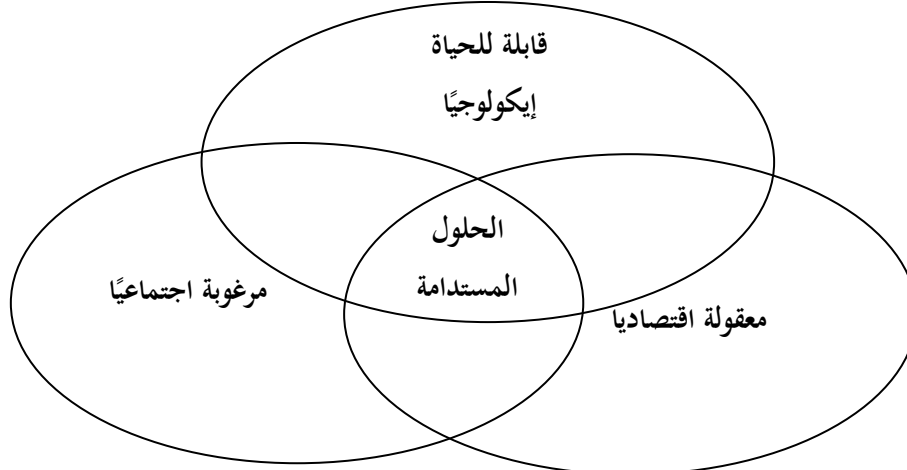 قابلة للحياة
إيكولوجيًا
الحلول
المستدامة
مرغوبة اجتماعيًا
معقولة اقتصاديا